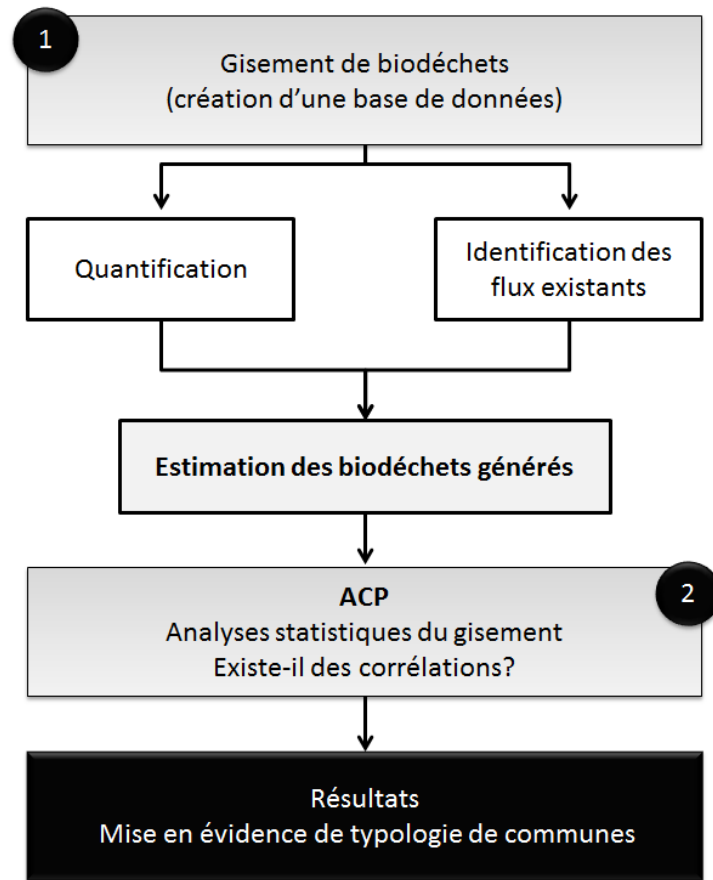 1
Gisement de biodéchets
(création d'une base de données)
Quantification
Identification des
flux existants
Estimation des biodéchets générés
2
ACP
Analyses statistiques du gisement
Existe-il des corrélations?
Résultats
Mise en évidence de typologie de communes